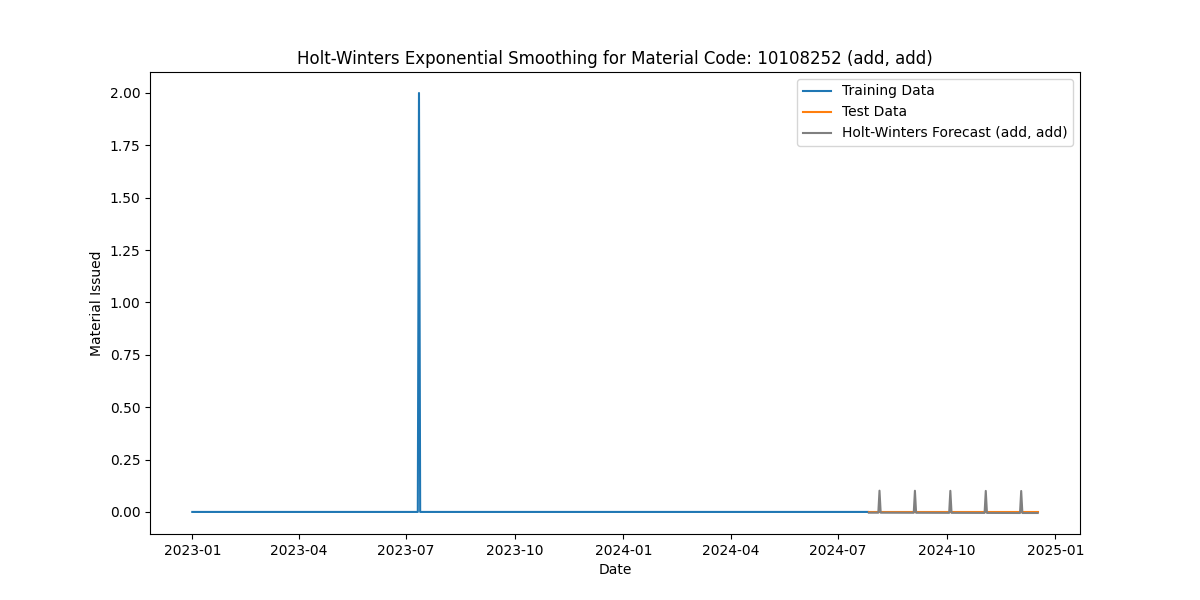 Holt-Winters Exponential Smoothing for Material Code: 10108252 (add, add)
Training Data
Test Data
Holt-Winters Forecast (add, add)
Material Issued
2.00
1.75
1.50
1.25
1.00
0.75
0.50
0.25
0.00
2023-01 2023-04 2023-07 2023-10 2024-01 2024-04 2024-07 2024-10 2025-01
Date